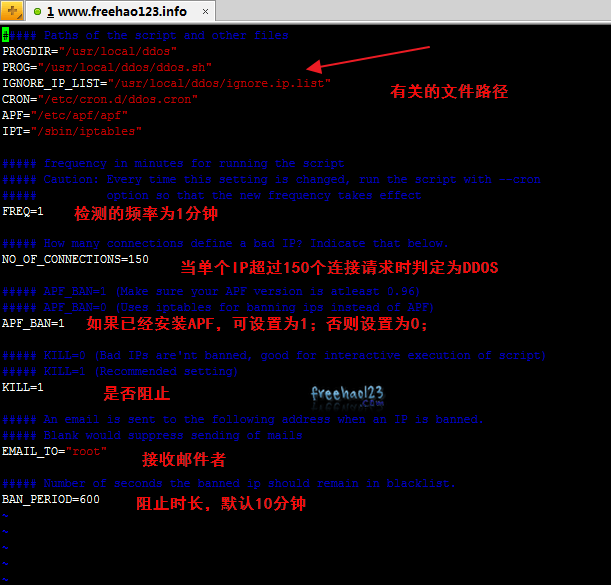 1 www.freehao123.info
##### Paths of the script and other files
PROGDIR="/usr/local/ddos"
PROG="/usr/local/ddos/ddos.sh"
IGNORE_IP_LIST="/usr/local/ddos/ignore.ip.list"
有关的文件路径
CRON="/etc/cron.d/ddos.cron"
APF="/etc/apf/apf"
IPT="/sbin/iptables"
##### frequency in minutes for running the script
##### Caution: Every time this setting is changed, run the script with --cron
##### option so that the new frequency takes effect
FREQ=1 检测的频率为1分钟
##### How many connections define a bad IP? Indicate that below.
NO_OF_CONNECTIONS=150 当单个IP超过150个连接请求时判定为DDOS
##### APF_BAN=1 (Make sure your APF version is atleast 0.96)
##### APF_BAN=0 (Uses iptables for banning ips instead of APF)
APF_BAN=1 如果已经安装APF，可设置为1；否则设置为0；
##### KILL=0 (Bad IPs are'nt banned, good for interactive execution of script)
##### KILL=1 (Recommended setting)
KILL=1 是否阻止
freehao123
.com
##### An email is sent to the following address when an IP is banned.
##### Blank would suppress sending of mails
EMAIL_TO="root" 接收邮件者
##### Number of seconds the banned ip should remain in blacklist.
BAN_PERIOD=600 阻止时长，默认10分钟
~
~
~
~
~